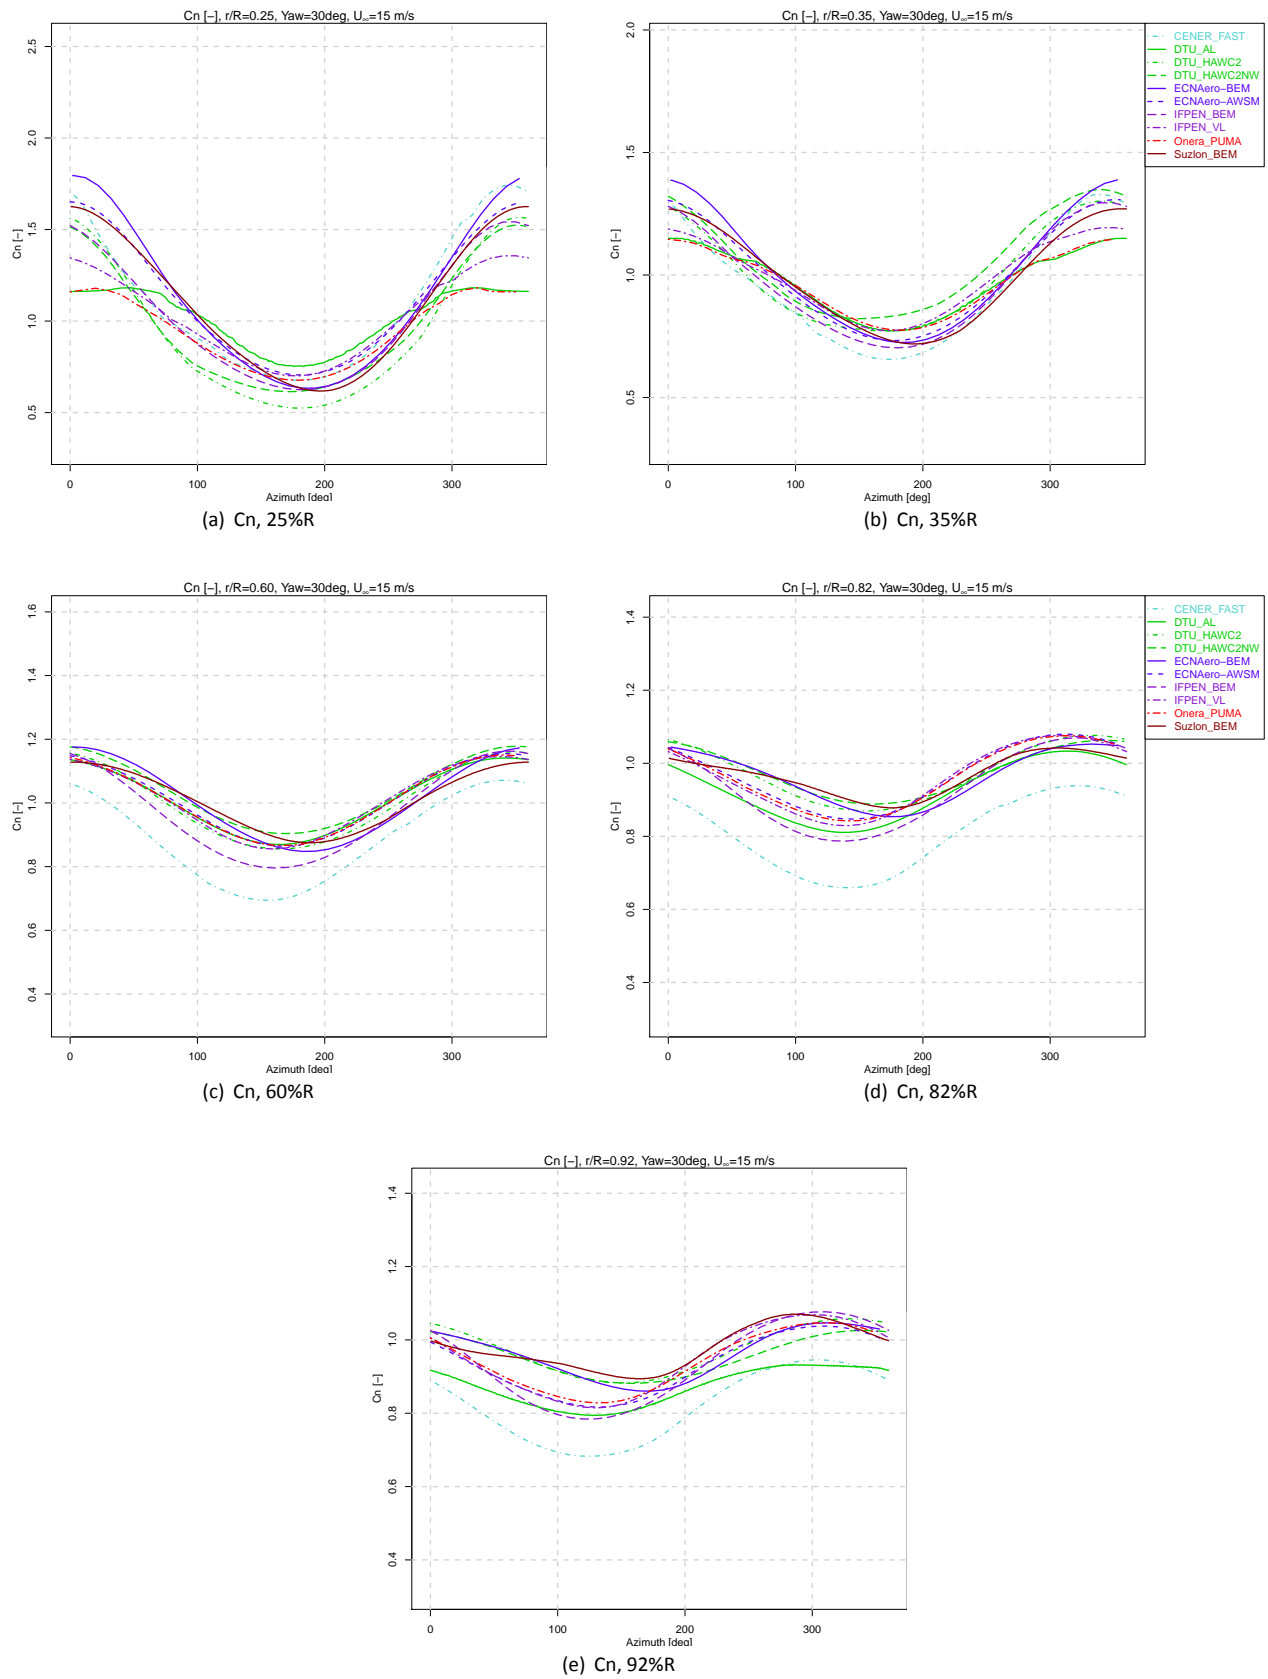 Cn [−], r/R=0.25, Yaw=30deg, U∞=15 m/s
2.5
2.0
1.5
1.0
0.5
Cn [−]
0 100 200 300
Azimuth [deg]
(a) Cn, 25%R
Cn [−], r/R=0.35, Yaw=30deg, U∞=15 m/s
2.0
1.5
1.0
0.5
Cn [−]
0 100 200 300
Azimuth [deg]
(b) Cn, 35%R
CENER_FAST
DTU_AL
DTU_HAWC2
DTU_HAWC2NW
ECNAero−BEM
ECNAero−AWSM
IFPEN_BEM
IFPEN_VL
Onera_PUMA
Suzlon_BEM
Cn [−], r/R=0.60, Yaw=30deg, U∞=15 m/s
1.6
1.4
1.2
1.0
0.8
0.6
0.4
Cn [−]
0 100 200 300
Azimuth [deg]
(c) Cn, 60%R
Cn [−], r/R=0.82, Yaw=30deg, U∞=15 m/s
1.4
1.2
1.0
0.8
0.6
0.4
Cn [−]
0 100 200 300
Azimuth [deg]
(d) Cn, 82%R
CENER_FAST
DTU_AL
DTU_HAWC2
DTU_HAWC2NW
ECNAero−BEM
ECNAero−AWSM
IFPEN_BEM
IFPEN_VL
Onera_PUMA
Suzlon_BEM
Cn [−], r/R=0.92, Yaw=30deg, U∞=15 m/s
1.4
1.2
1.0
0.8
0.6
0.4
Cn [−]
0 100 200 300
Azimuth [deg]
(e) Cn, 92%R